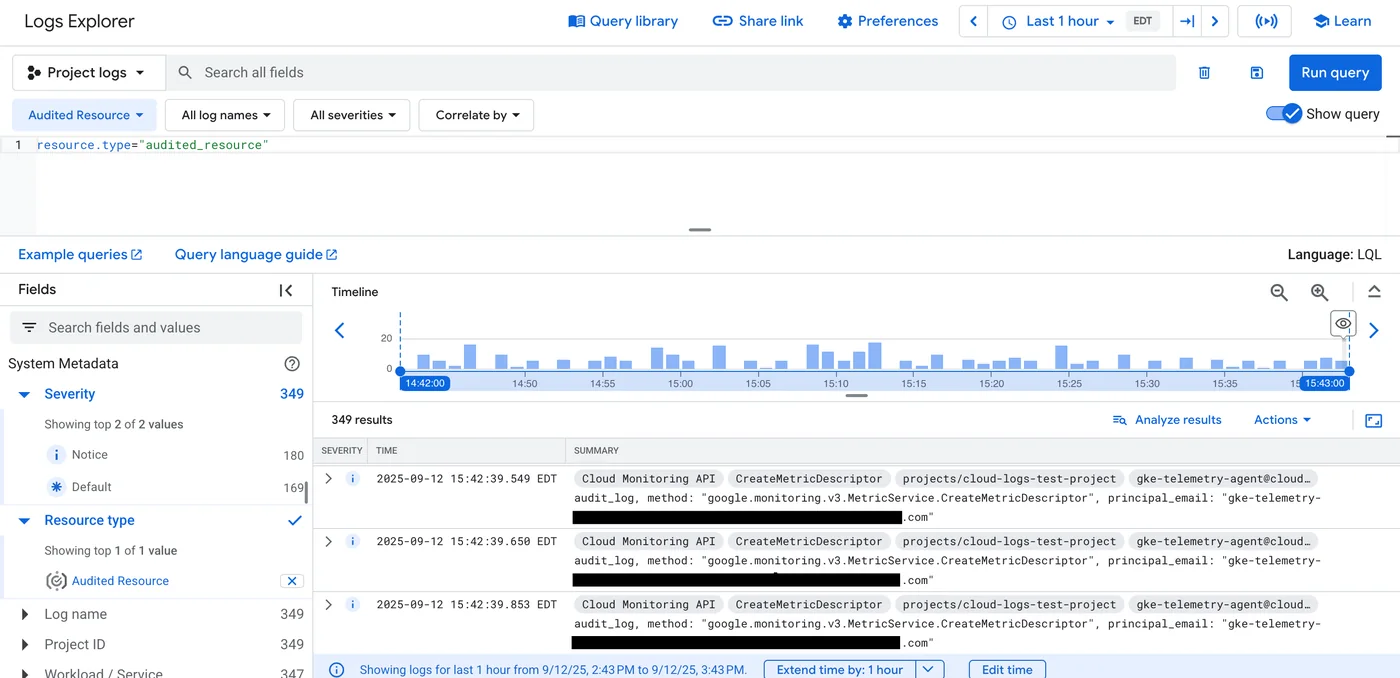 Logs Explorer
Query library
Share link
Preferences
Last 1 hour
EDT
Learn
Project logs
Search all fields
Run query
Audited Resource
All log names
All severities
Correlate by
Show query
1 resource.type="audited_resource"
Example queries
Query language guide
Language: LQL
Fields
Search fields and values
System Metadata
Severity 349
Showing top 2 of 2 values
Notice 180
Default 169
Resource type
Showing top 1 of 1 value
Audited Resource
Log name 349
Project ID 349
Workload / Service 347
Timeline
20
0
14:42:00 14:50 14:55 15:00 15:05 15:10 15:15 15:20 15:25 15:30 15:35 15:43:00
349 results
Analyze results
Actions
SEVERITY TIME SUMMARY
2025-09-12 15:42:39.549 EDT Cloud Monitoring API CreateMetricDescriptor projects/cloud-logs-test-project gke-telemetry-agent@cloud…
audit_log, method: "google.monitoring.v3.MetricService.CreateMetricDescriptor", principal_email: "gke-telemetry-
.com"
2025-09-12 15:42:39.650 EDT Cloud Monitoring API CreateMetricDescriptor projects/cloud-logs-test-project gke-telemetry-agent@cloud…
audit_log, method: "google.monitoring.v3.MetricService.CreateMetricDescriptor", principal_email: "gke-telemetry-
.com"
2025-09-12 15:42:39.853 EDT Cloud Monitoring API CreateMetricDescriptor projects/cloud-logs-test-project gke-telemetry-agent@cloud…
audit_log, method: "google.monitoring.v3.MetricService.CreateMetricDescriptor", principal_email: "gke-telemetry-
.com"
Showing logs for last 1 hour from 9/12/25, 2:43 PM to 9/12/25, 3:43 PM.
Extend time by: 1 hour
Edit time